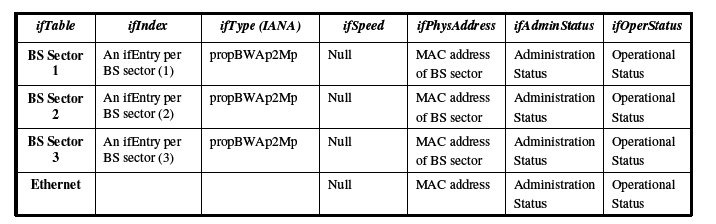 ifTable ifIndex ifType (IANA) ifSpeed ifPhysAddress ifAdminStatus ifOperStatus
BS Sector An ifEntry per propBWAp2Mp Null MAC address Administration Operational
1 BS sector (1) of BS sector Status Status
BS Sector An ifEntry per propBWAp2Mp Null MAC address Administration Operational
2 BS sector (2) of BS sector Status Status
BS Sector An ifEntry per propBWAp2Mp Null MAC address Administration Operational
3 BS sector (3) of BS sector Status Status
Ethernet Null MAC address Administration Operational
Status Status